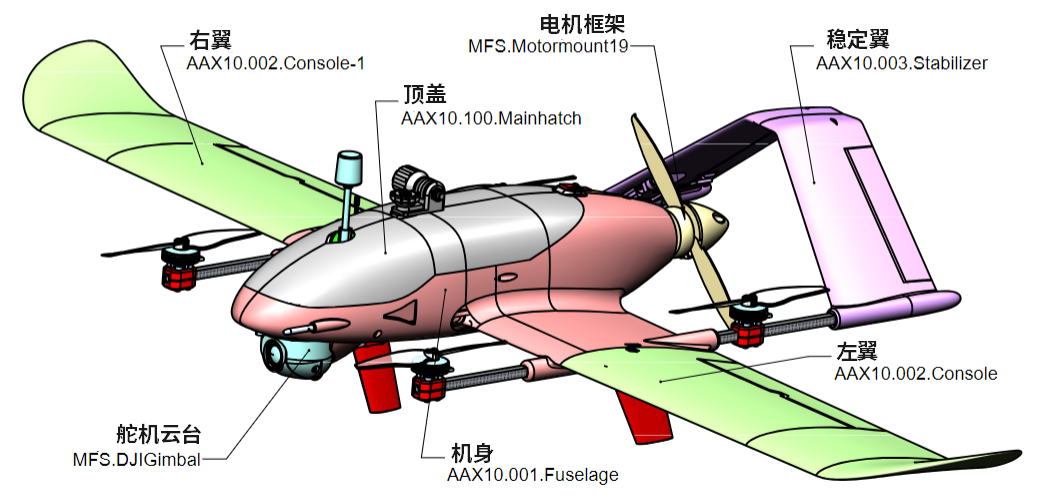 右翼
AAX10.002.Console-1
电机框架
MFS.Motormount19
稳定翼
AAX10.003.Stabilizer
顶盖
AAX10.100.Mainhatch
左翼
AAX10.002.Console
舵机云台
MFS.DJIGimbal
机身
AAX10.001.Fuselage